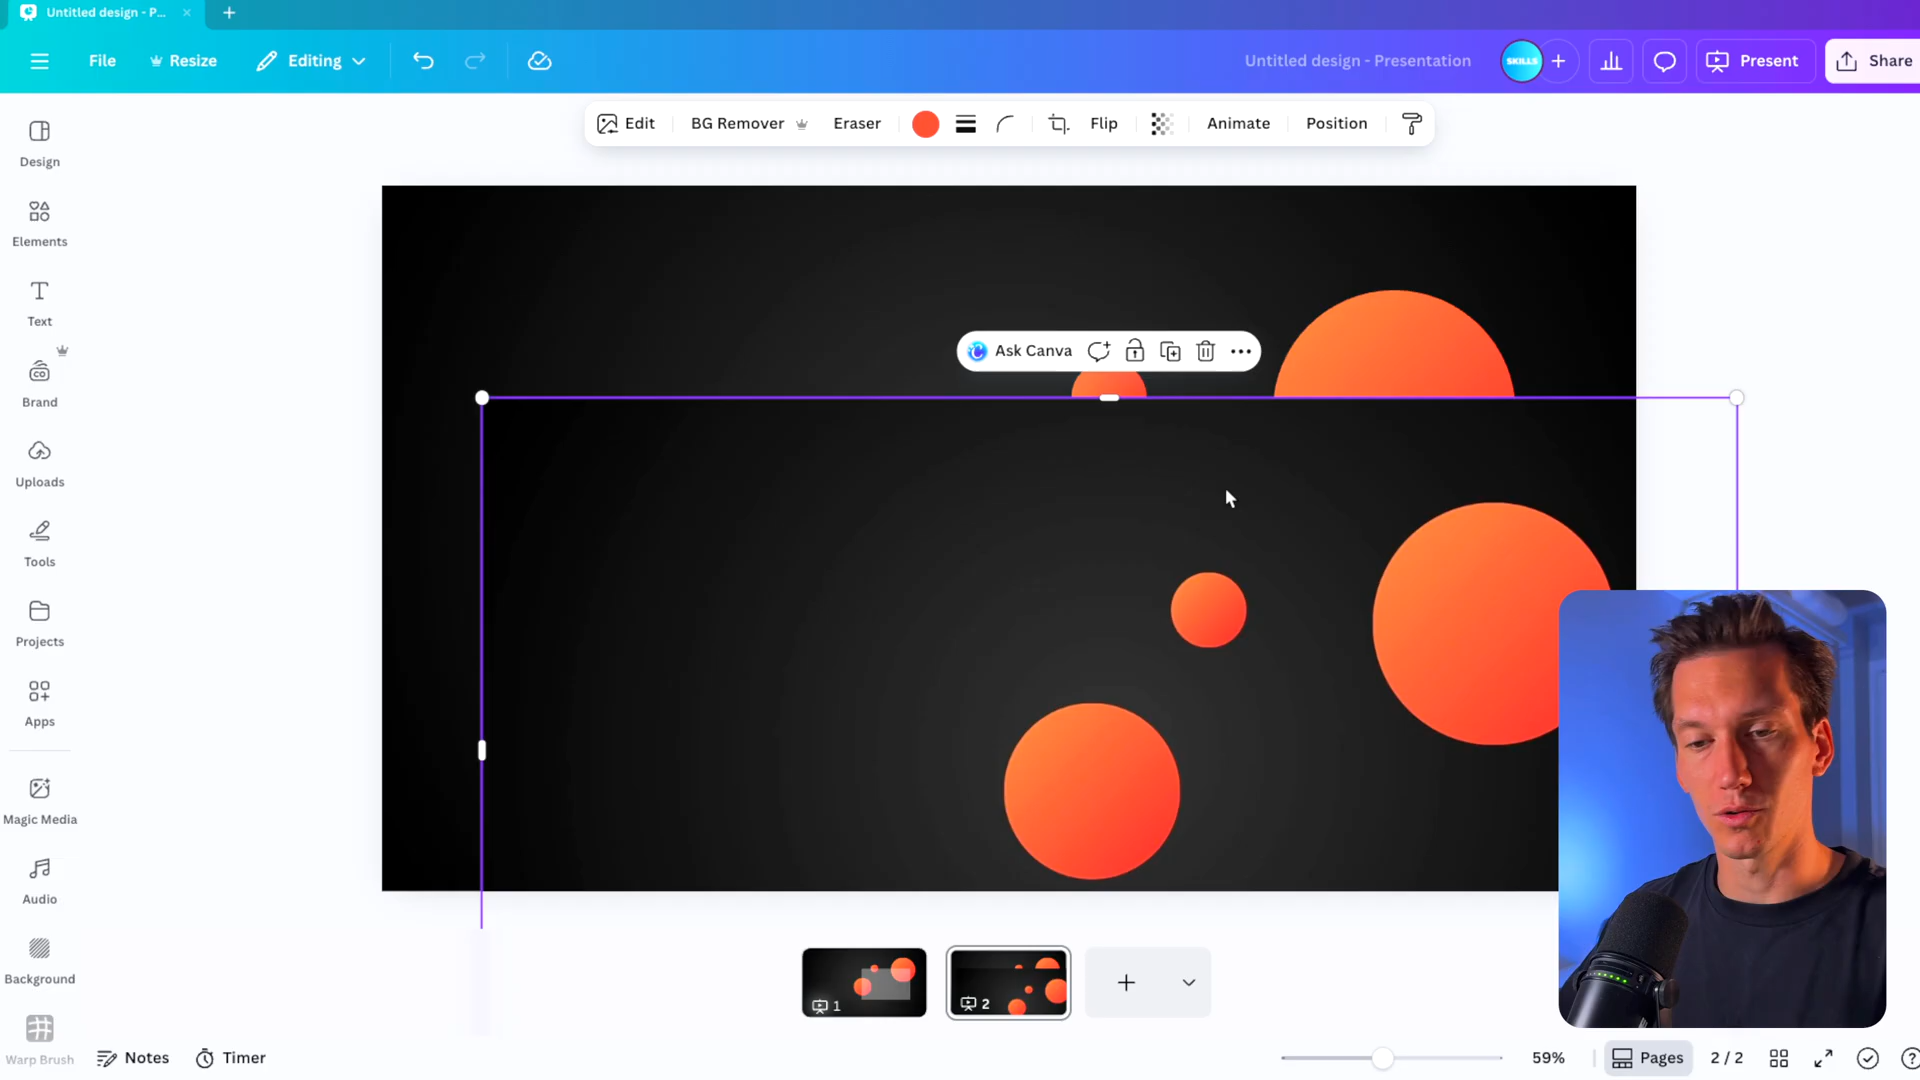 Untitled design - P...
File
Resize
Editing
Untitled design - Presentation
SKILLS
Present
Share
Edit
BG Remover
Eraser
Flip
Animate
Position
Design
Elements
Text
Brand
Uploads
Tools
Projects
Apps
Magic Media
Audio
Background
Warp Brush
Ask Canva
1
2
Notes
Timer
59%
Pages
2 / 2